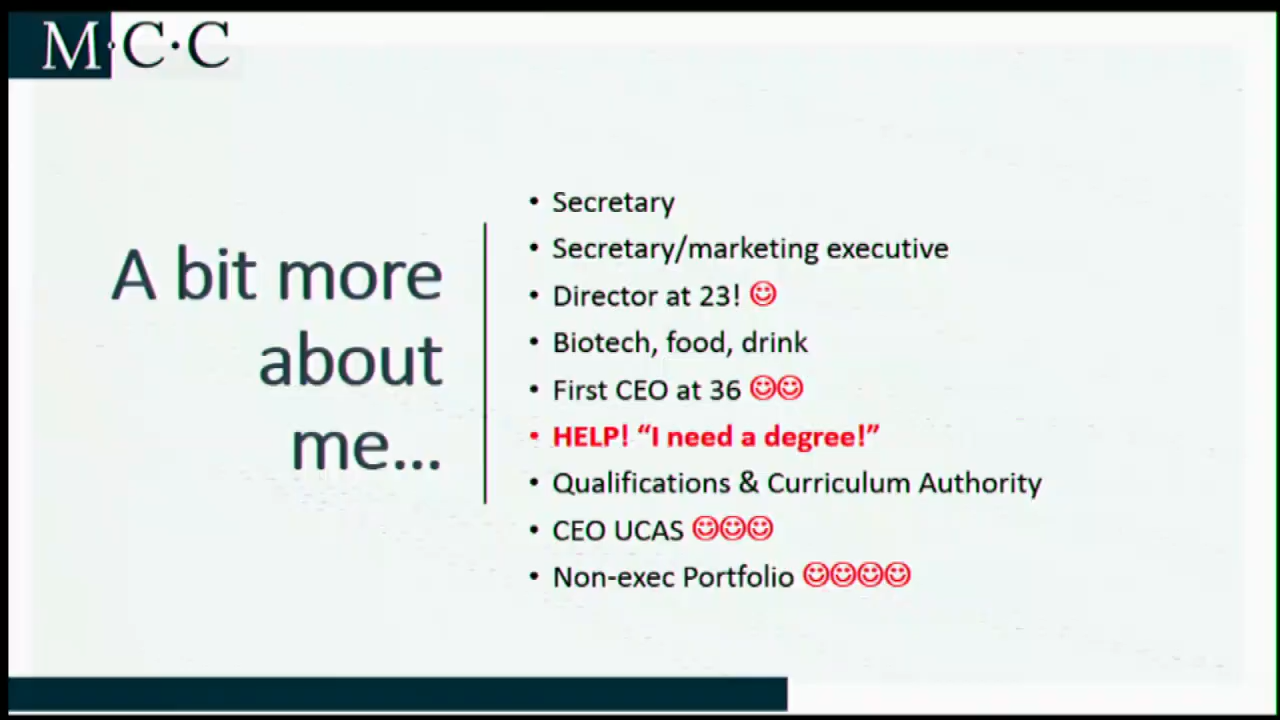 M·C·C
A bit more
about
me...
• Secretary
• Secretary/marketing executive
• Director at 23! ☺
• Biotech, food, drink
• First CEO at 36 ☺☺
• HELP! “I need a degree!”
• Qualifications & Curriculum Authority
• CEO UCAS ☺☺☺
• Non-exec Portfolio ☺☺☺☺